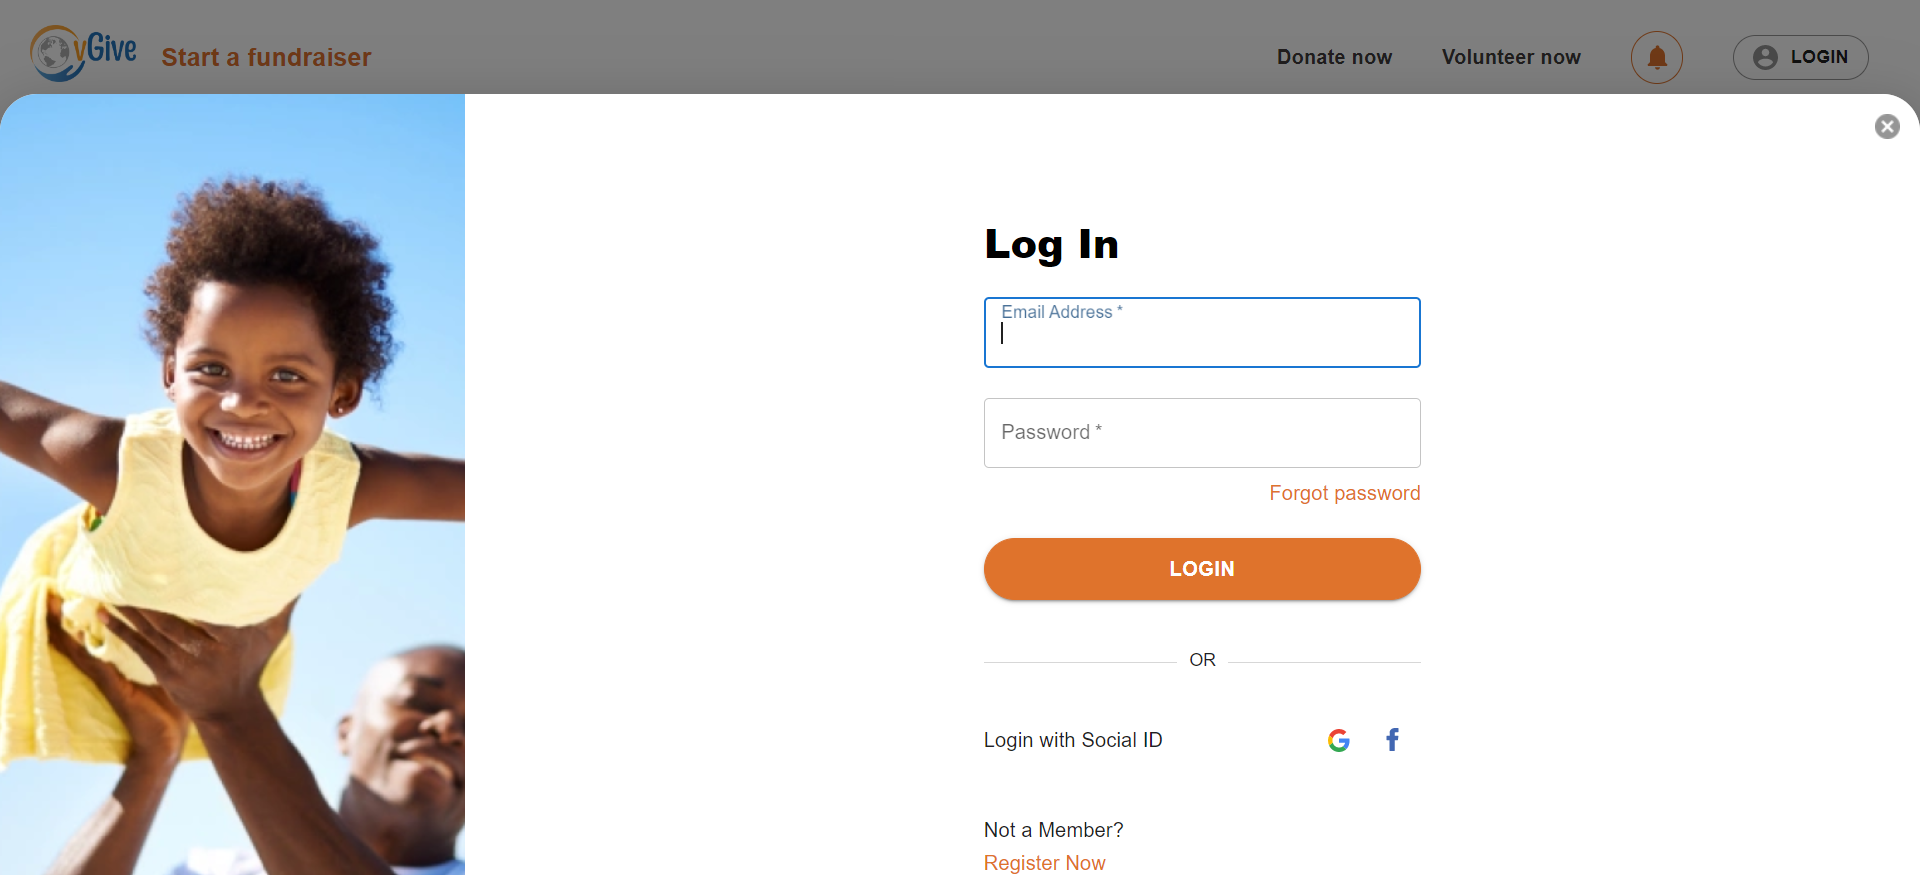 vGive
Start a fundraiser
Donate now
Volunteer now
LOGIN
Log In
Email Address *
Password *
Forgot password
LOGIN
OR
Login with Social ID
Not a Member?
Register Now